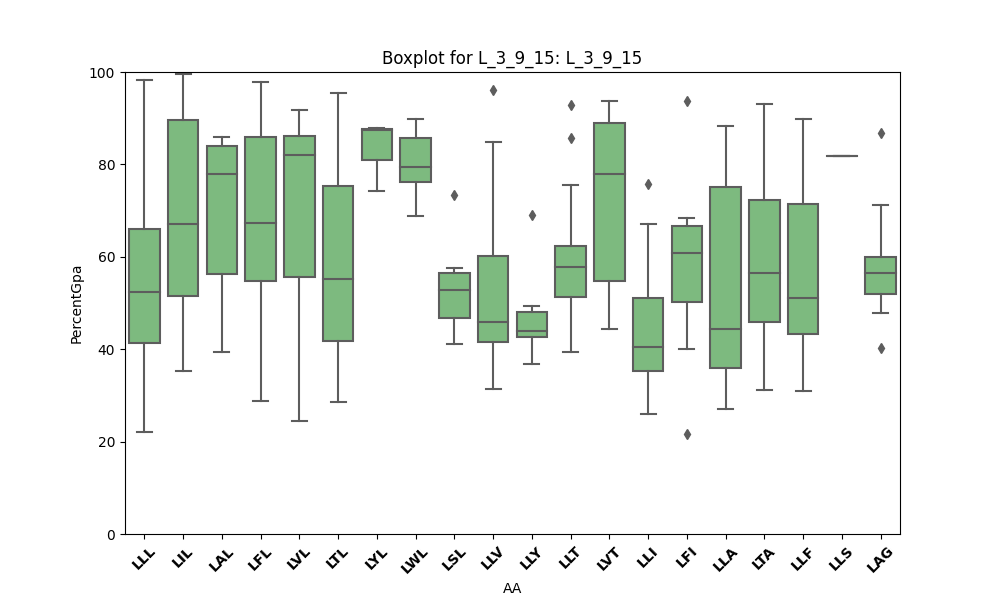 Boxplot for L_3_9_15: L_3_9_15
100
80
60
40
20
0
PercentGpa
LLL LIL LAL LFL LVL LTL LYL LWL LSL LLV LLY LLT LVT LLI LFI LLA LTA LLF LLS LAG
AA